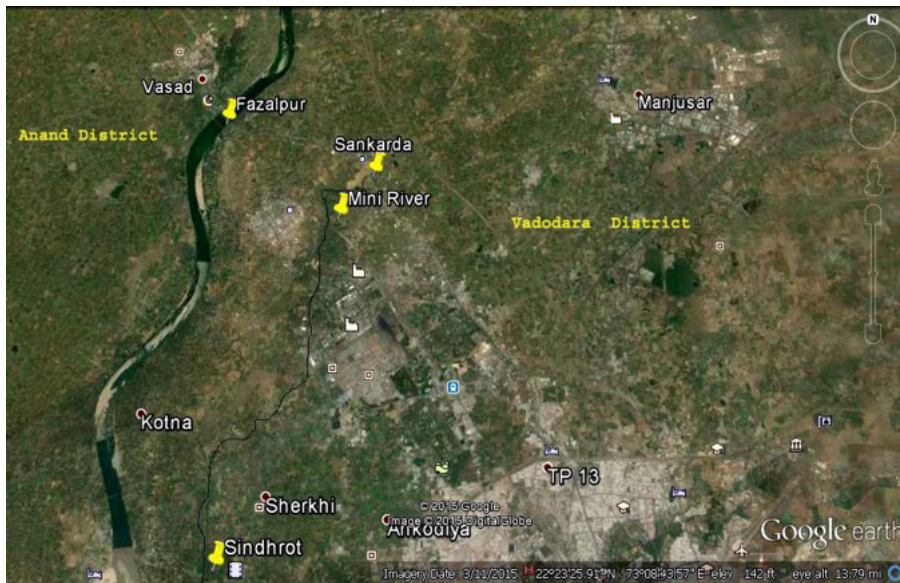 N
Vasad
Fazalpur
Manjusar
Anand District
Sankarda
Mini River
Vadodara District
Kotna
TP 13
Sherkhi
© 2015 Google
Image © 2015 DigitalGlobe
Ankodiya
Google earth
Sindhrot
Imagery Date: 3/11/2015 22°23'25.91" N 73°08'43.57" E elev 142 ft eye alt 13.79 mi